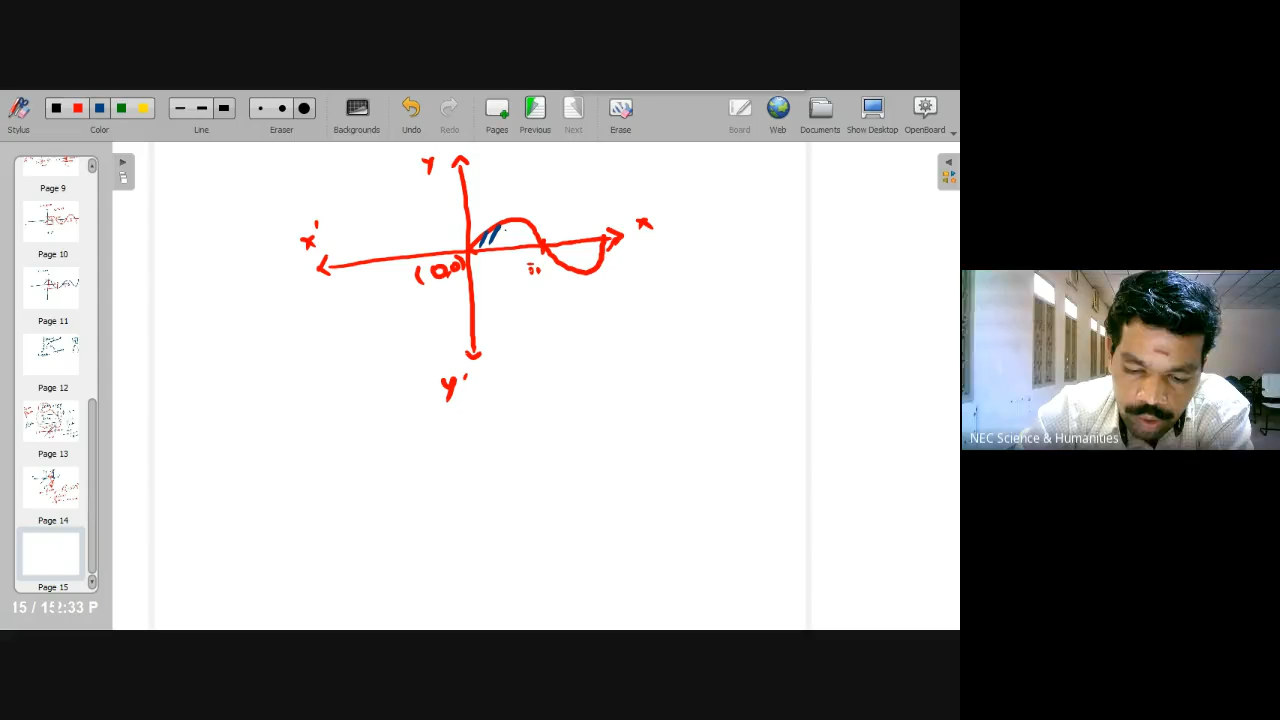 Stylus
Color
Line
Eraser
Backgrounds
Undo
Redo
Pages
Previous
Next
Erase
Board
Web
Documents
Show Desktop
OpenBoard
Page 9
Page 10
Page 11
Page 12
Page 13
Page 14
Page 15
Y
X
X'
(0,0)
Y'
NEC Science & Humanities